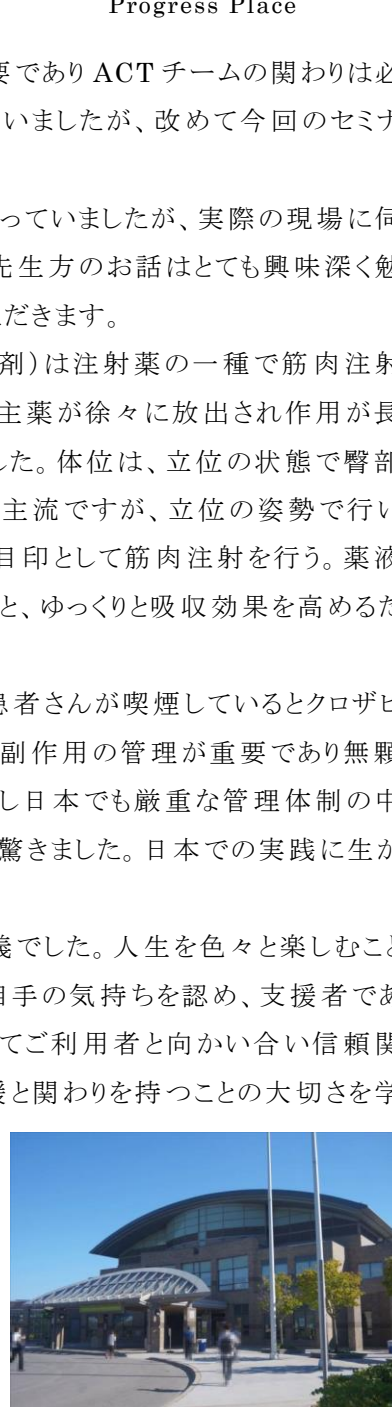 Progress Place
要であり ACT チームの関わりは必
いましたが、改めて今回のセミナ
っていましたが、実際の現場に伺
先生方のお話はとても興味深く勉
ただきます。
剤）は注射薬の一種で筋肉注射
主薬が徐々に放出され作用が長
した。体位は、立位の状態で臀部
主流ですが、立位の姿勢で行い
目印として筋肉注射を行う。薬液
と、ゆっくりと吸収効果を高めるた
患者さんが喫煙しているとクロザピ
副作用の管理が重要であり無顆
し日本でも厳重な管理体制の中
驚きました。日本での実践に生か
義でした。人生を色々と楽しむこと
相手の気持ちを認め、支援者であ
てご利用者と向かい合い信頼関
援と関わりを持つことの大切さを学